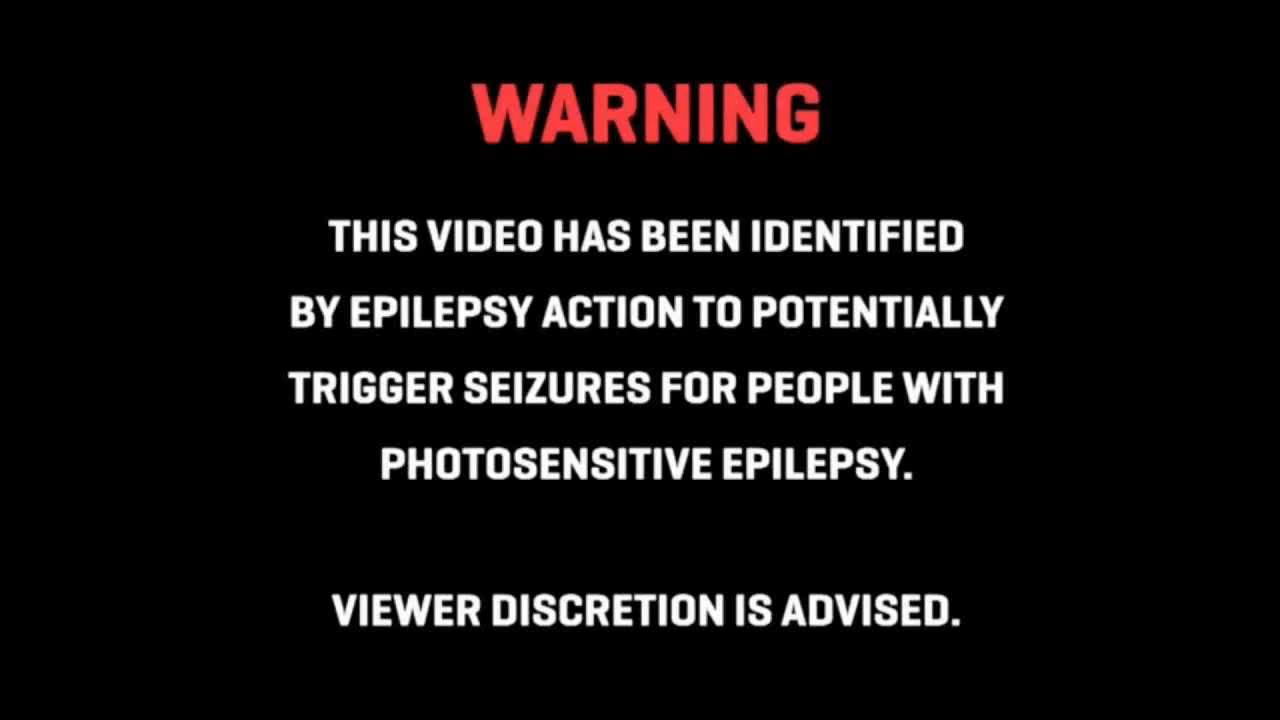 WARNING
THIS VIDEO HAS BEEN IDENTIFIED
BY EPILEPSY ACTION TO POTENTIALLY
TRIGGER SEIZURES FOR PEOPLE WITH
PHOTOSENSITIVE EPILEPSY.
VIEWER DISCRETION IS ADVISED.